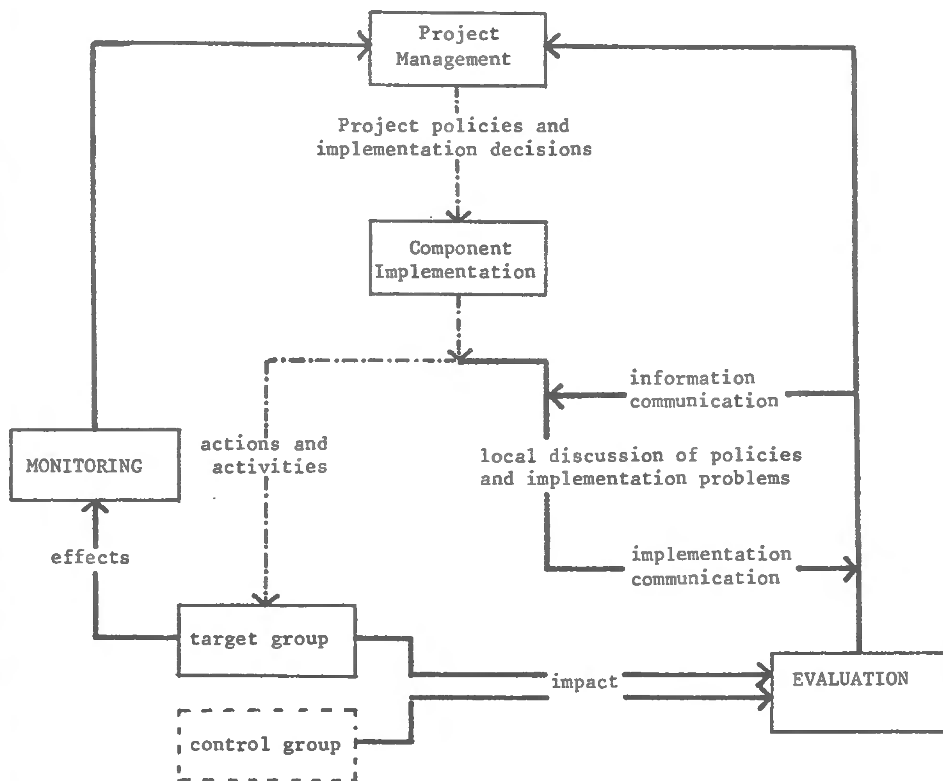 Project
Management
Project policies and
implementation decisions
Component
Implementation
information
communication
actions and
activities
MONITORING
local discussion of policies
and implementation problems
effects
implementation
communication
target group
impact
EVALUATION
control group